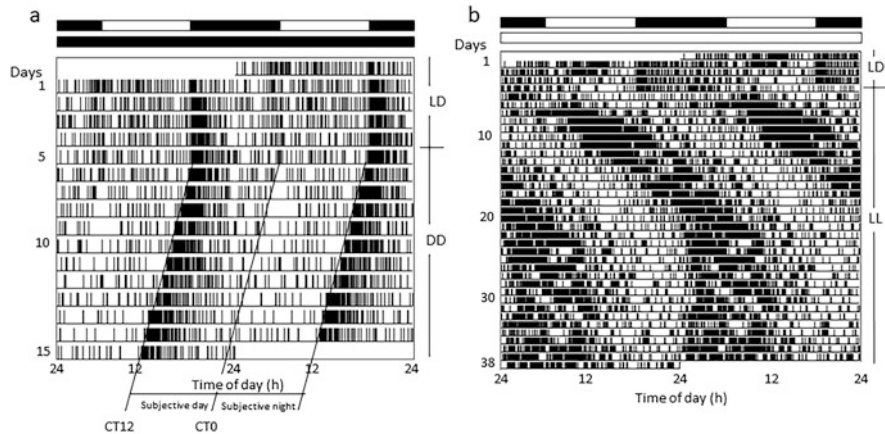 a
Days
1
5
10
15
LD
DD
24 12 24 12 24
Time of day (h)
Subjective day Subjective night
CT12 CT0
b
Days
1
10
20
30
38
LD
LL
24 12 24 12 24
Time of day (h)